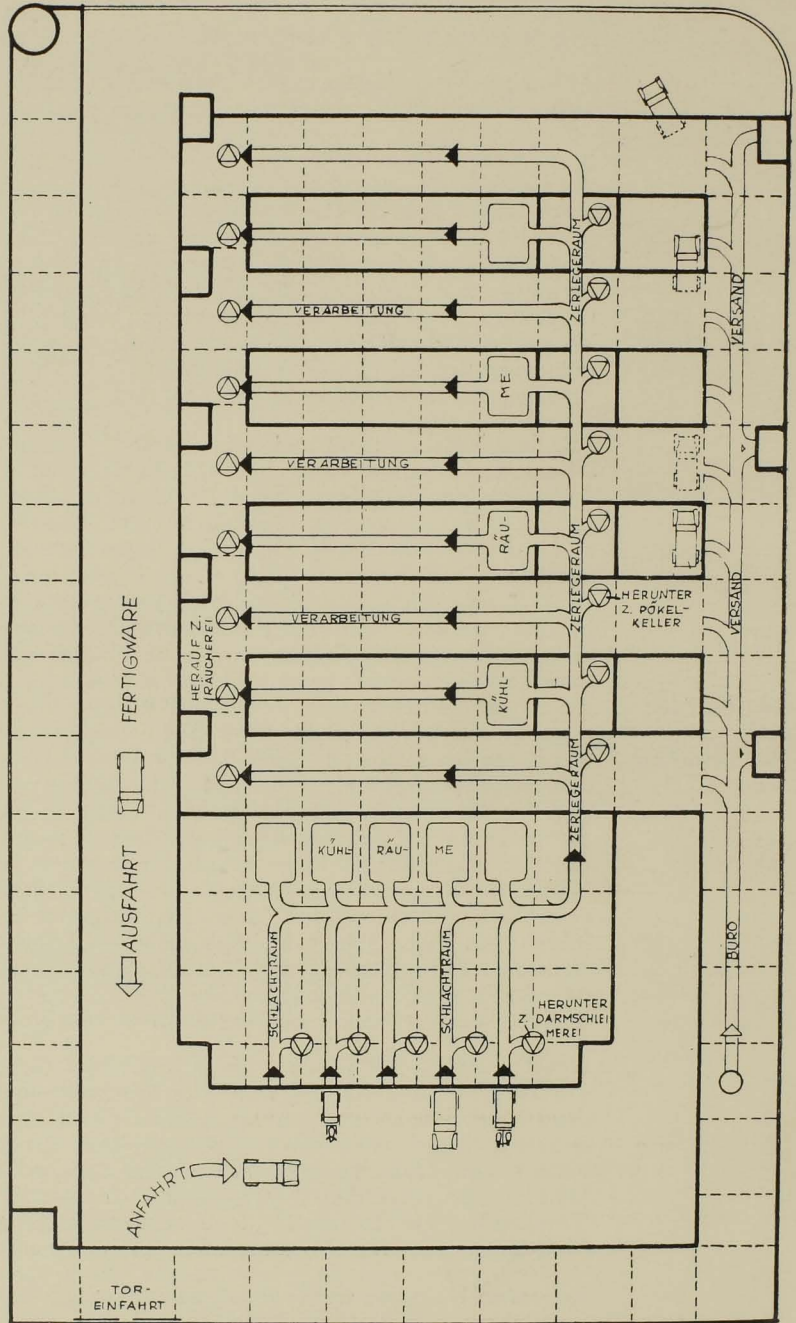 ZERLEGERAUM
VERSAND
VERARBEITUNG
ME
VERARBEITUNG
RÄU-
ZERLEGERAUM
HERUNTER
Z. PÖKEL-
KELLER
VERSAND
VERARBEITUNG
HERAUF Z.
RÄUCHEREI
KÜHL-
FERTIGWARE
ZERLEGERAUM
KÜHL-
RÄU-
ME
AUSFAHRT
SCHLACHTRAUM
SCHLACHTRAUM
BÜRO
HERUNTER
Z. DARMSCHLEI
MEREI
ANFAHRT
TOR-
EINFAHRT